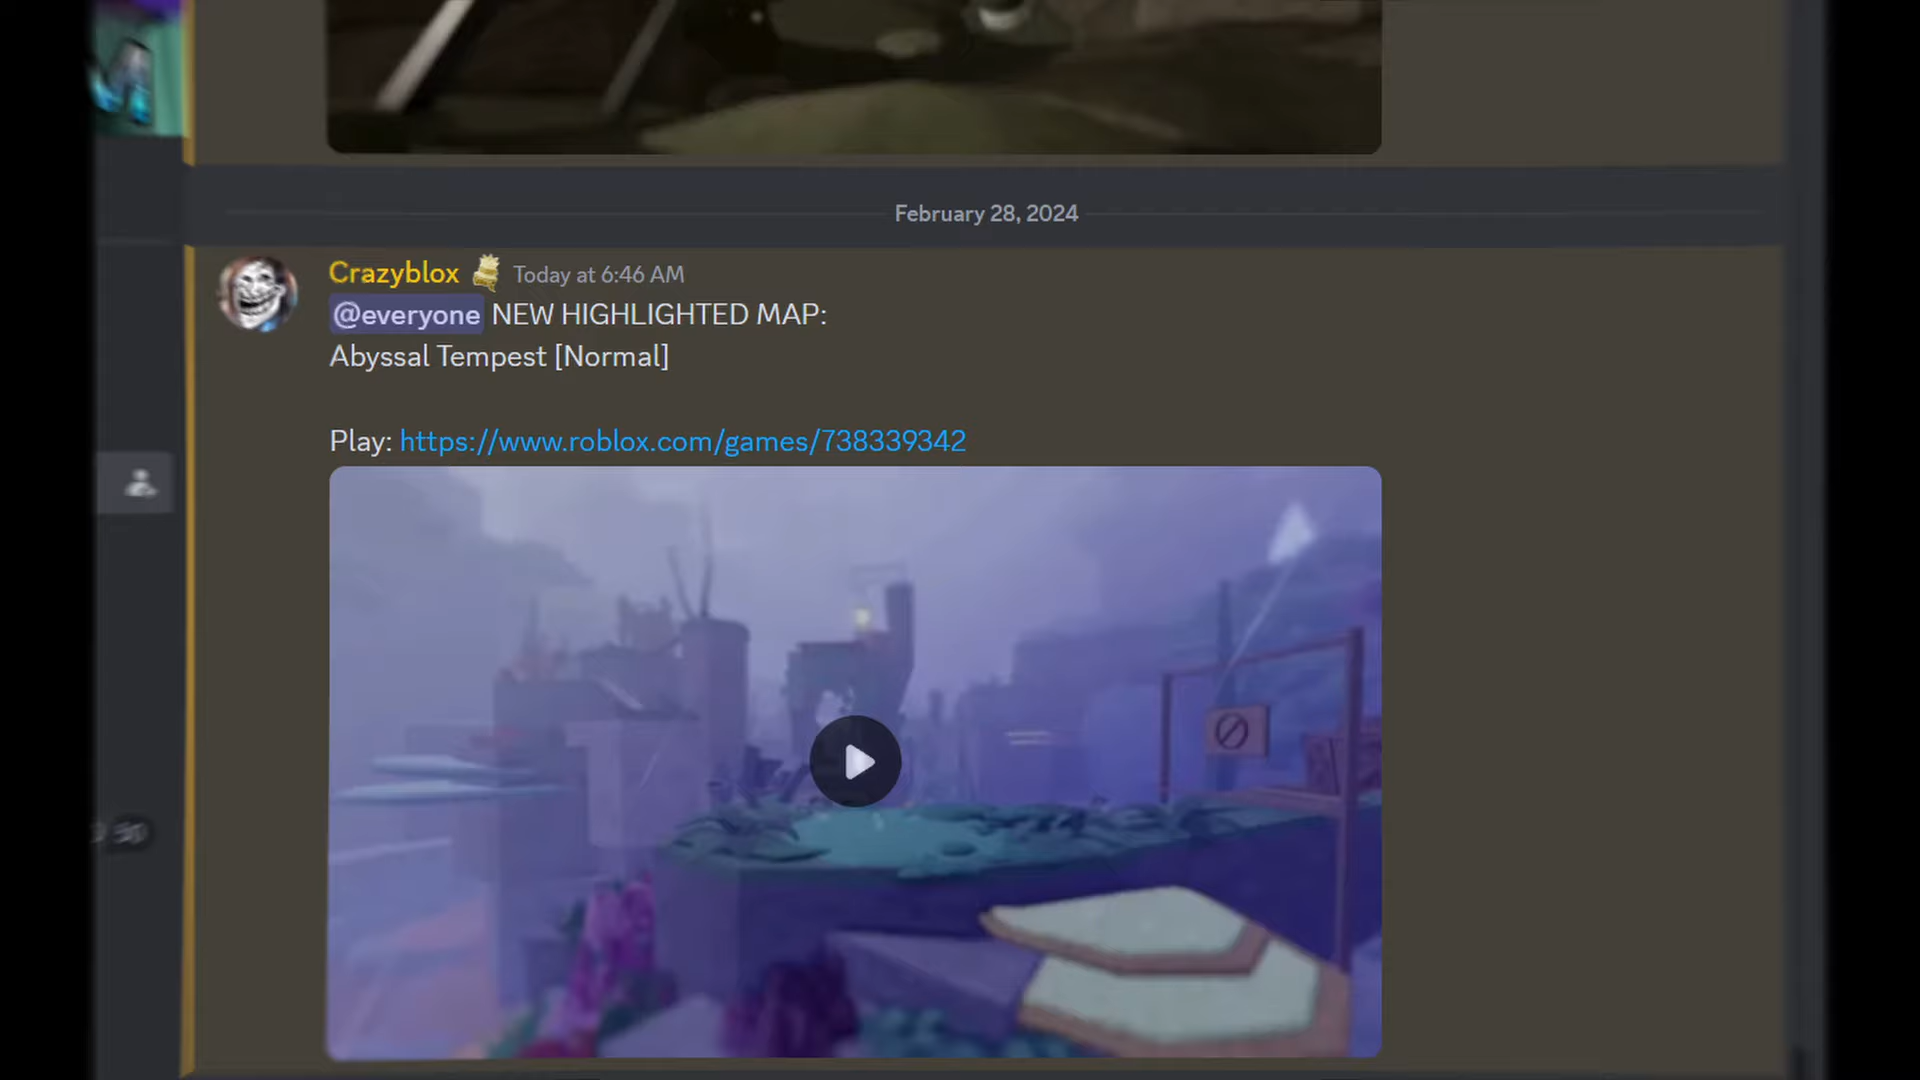 February 28, 2024
Crazyblox Today at 6:46 AM
@everyone NEW HIGHLIGHTED MAP:
Abyssal Tempest [Normal]
Play: https://www.roblox.com/games/738339342